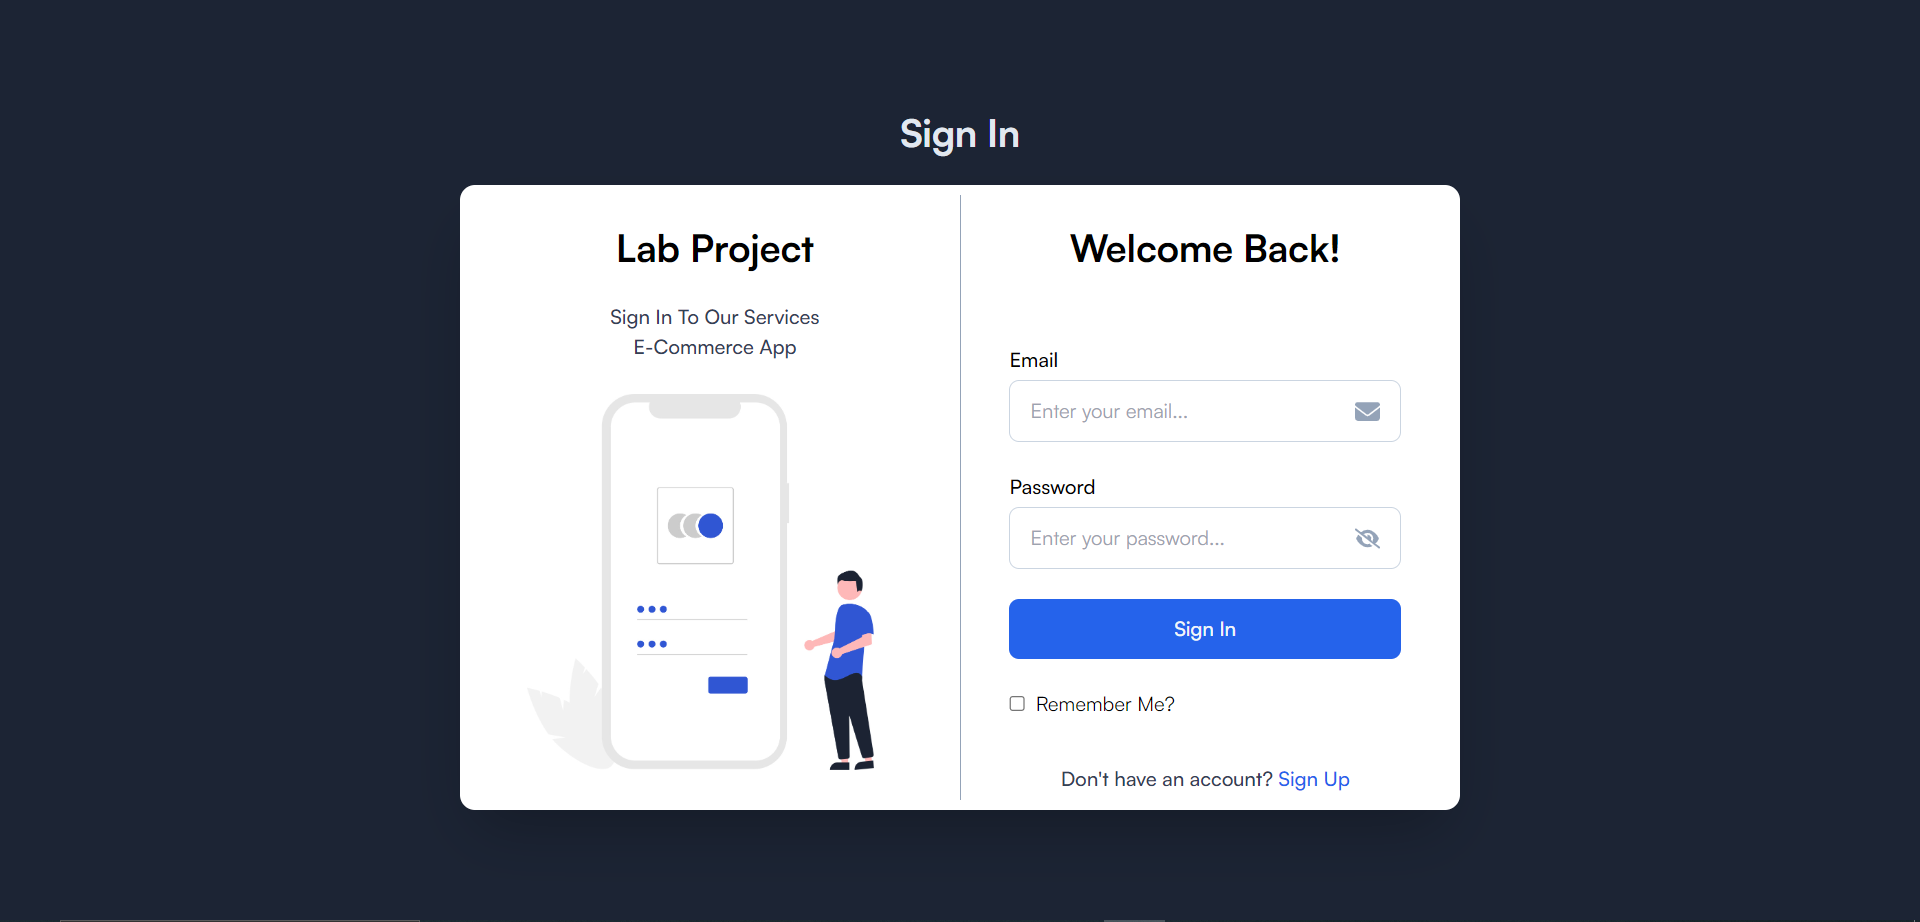 Sign In
Lab Project
Sign In To Our Services
E-Commerce App
Welcome Back!
Email
Enter your email...
Password
Enter your password...
Sign In
Remember Me?
Don't have an account? Sign Up